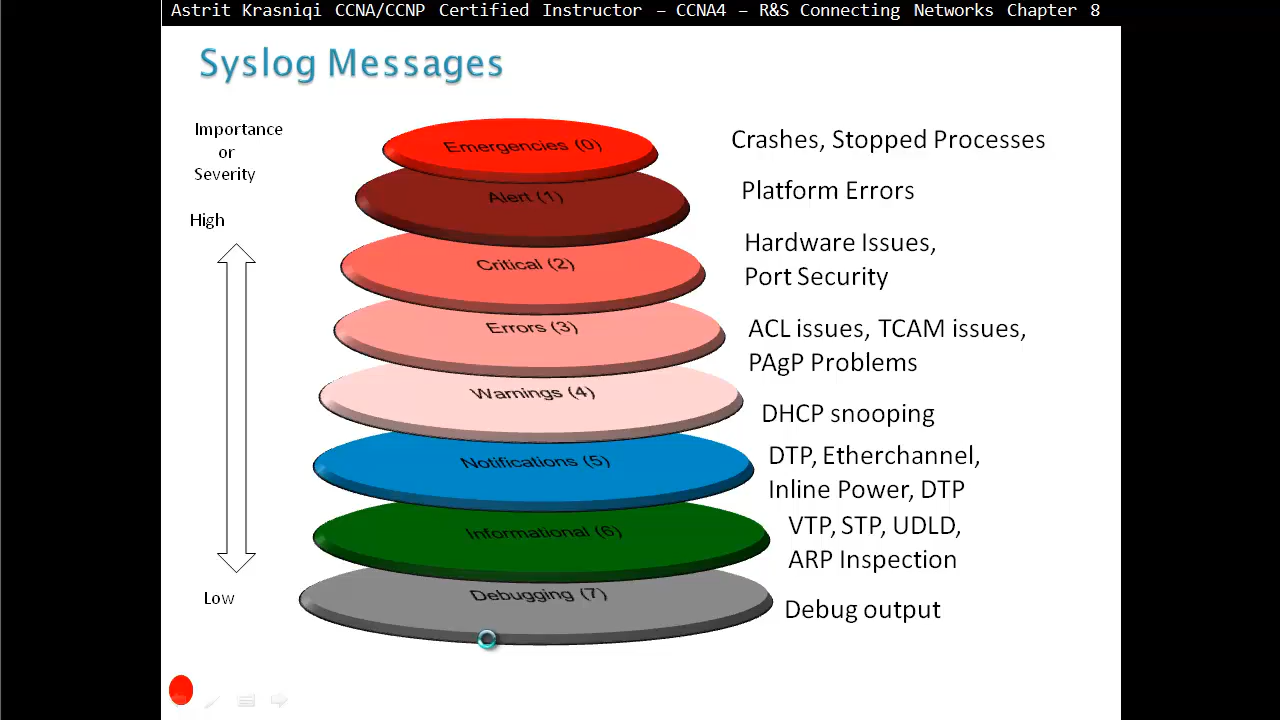 Astrit Krasniqi CCNA/CCNP Certified Instructor – CCNA4 – R&S Connecting Networks Chapter 8
Syslog Messages
Importance
or
Severity
High
Low
Emergencies (0)
Crashes, Stopped Processes
Alert (1)
Platform Errors
Critical (2)
Hardware Issues,
Port Security
Errors (3)
ACL issues, TCAM issues,
PAgP Problems
Warnings (4)
DHCP snooping
Notifications (5)
DTP, Etherchannel,
Inline Power, DTP
Informational (6)
VTP, STP, UDLD,
ARP Inspection
Debugging (7)
Debug output